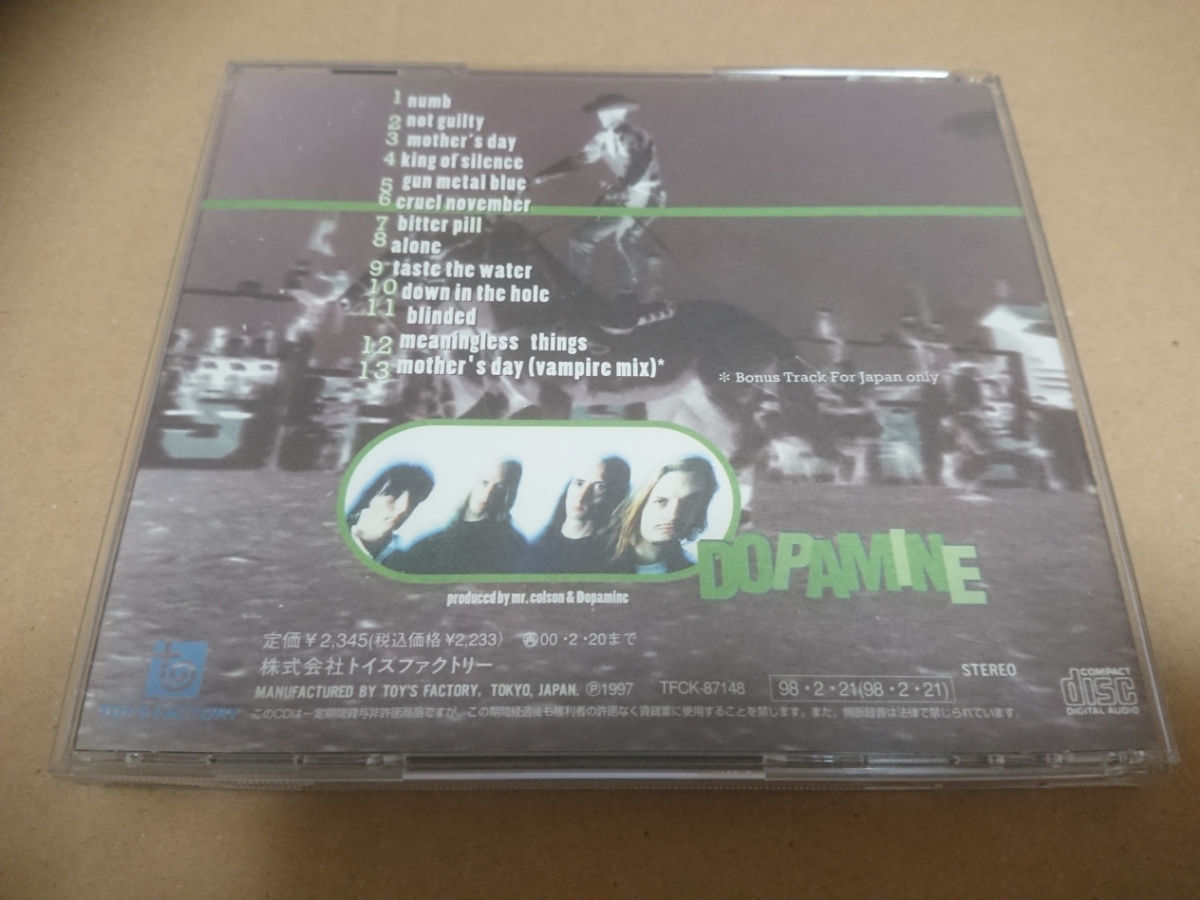 1 numb
2 not guilty
3 mother's day
4 king of silence
5 gun metal blue
6 cruel november
7 bitter pill
8 alone
9 taste the water
10 down in the hole
11 blinded
12 meaningless things
13 mother's day (vampire mix)*
* Bonus Track For Japan only
DOPAMINE
produced by mr. colson & Dopamine
定価¥2,345(税込価格¥2,233) 再00・2・20まで
株式会社トイズファクトリー
MANUFACTURED BY TOY'S FACTORY, TOKYO, JAPAN. Ⓟ1997 TFCK-87148 98・2・21(98・2・21)
STEREO
COMPACT
disc
DIGITAL AUDIO
TOY'S FACTORY
このCDは一定期間貸与非許諾商品ですが、この期間経過後も権利者の許諾なく賃貸業に使用することを禁じます。また、無断録音は法律で禁じられています。